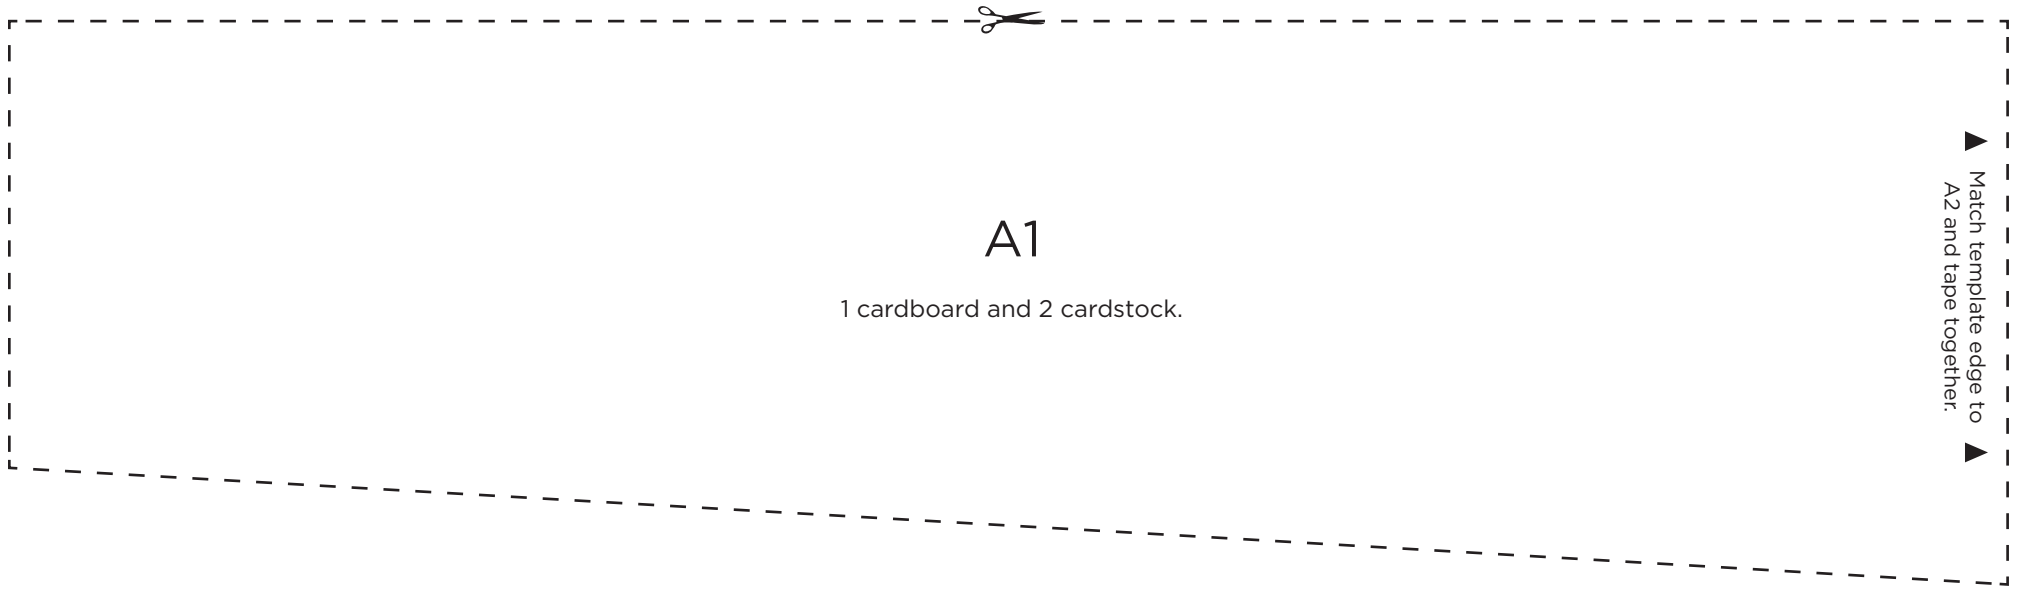 A1
1 cardboard and 2 cardstock.
Match template edge to
A2 and tape together.